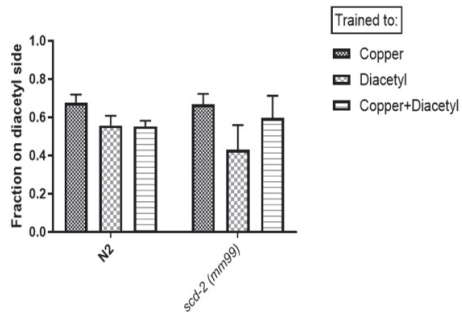 Trained to:
Copper
Diacetyl
Copper+Diacetyl
Fraction on diacetyl side
1.0
0.8
0.6
0.4
0.2
0.0
N2
scd-2 (mm99)